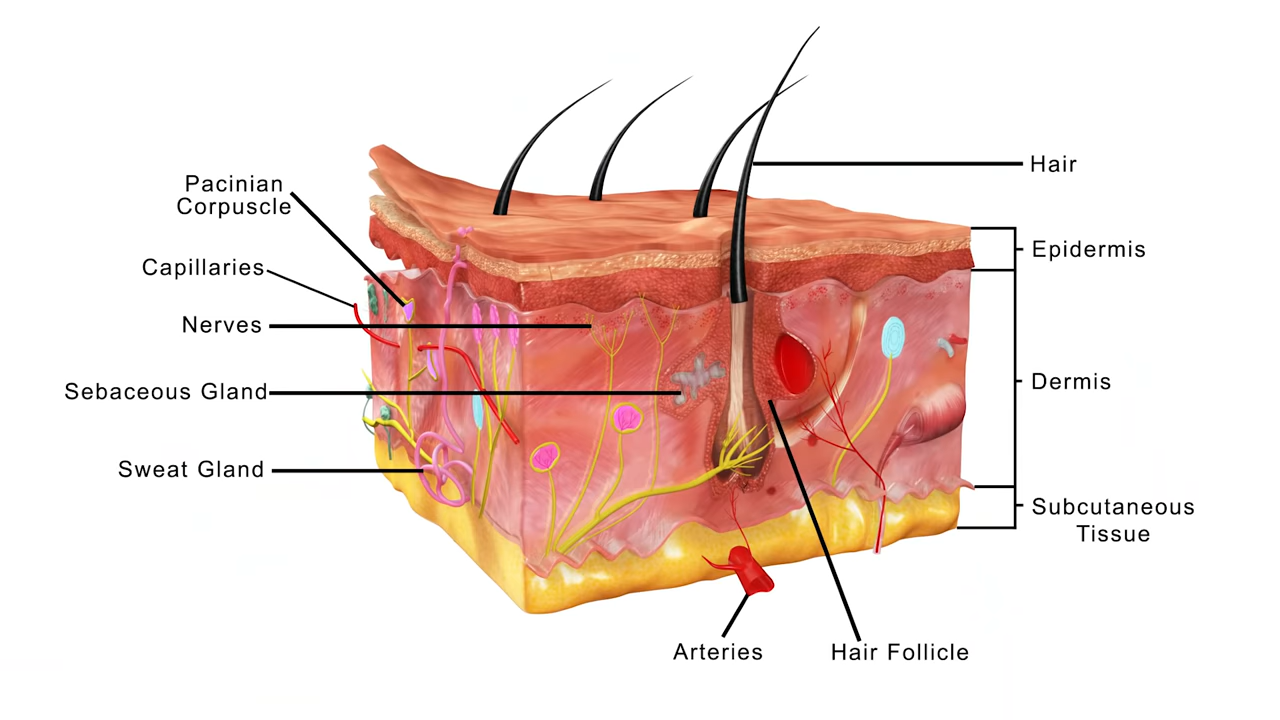 Pacinian
Corpuscle
Capillaries
Nerves
Sebaceous Gland
Sweat Gland
Hair
Epidermis
Dermis
Subcutaneous
Tissue
Arteries
Hair Follicle